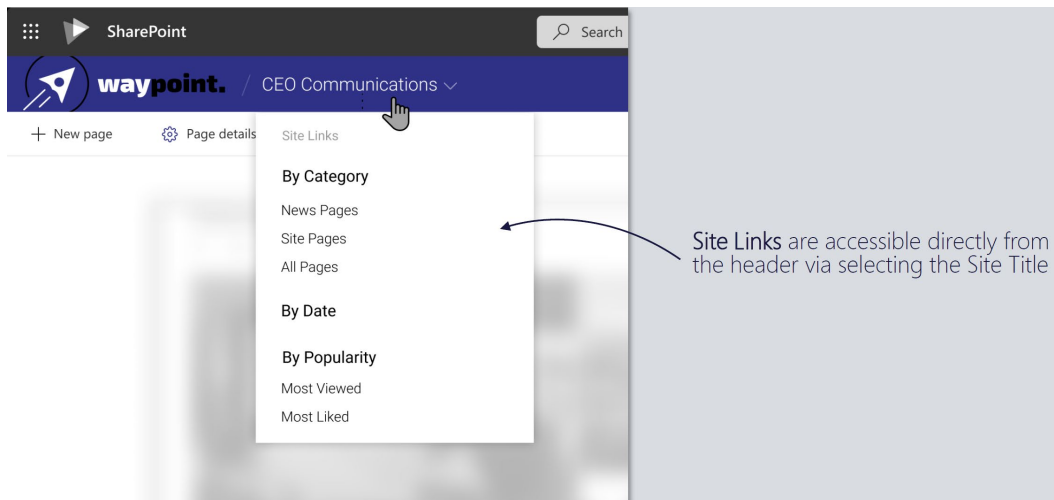 SharePoint
Search
waypoint. / CEO Communications
New page
Page details
Site Links
By Category
News Pages
Site Pages
All Pages
By Date
By Popularity
Most Viewed
Most Liked
Site Links are accessible directly from
the header via selecting the Site Title